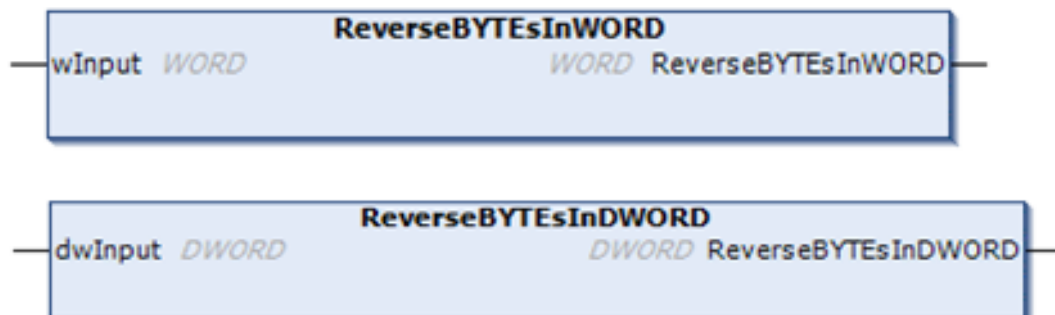 ReverseBYTEsInWORD
wInput WORD WORD ReverseBYTEsInWORD
ReverseBYTEsInDWORD
dwInput DWORD DWORD ReverseBYTEsInDWORD